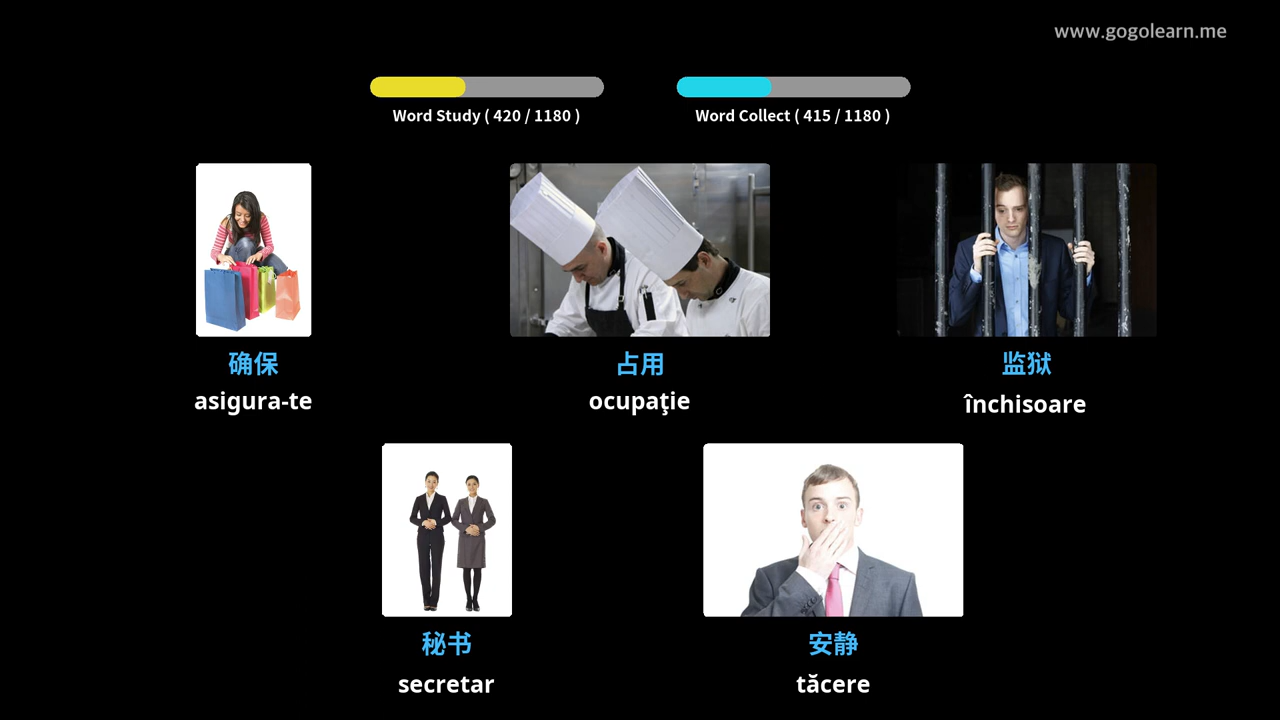 www.gogolearn.me
Word Study ( 420 / 1180 )
Word Collect ( 415 / 1180 )
确保
asigura-te
占用
ocupaţie
监狱
închisoare
秘书
secretar
安静
tăcere